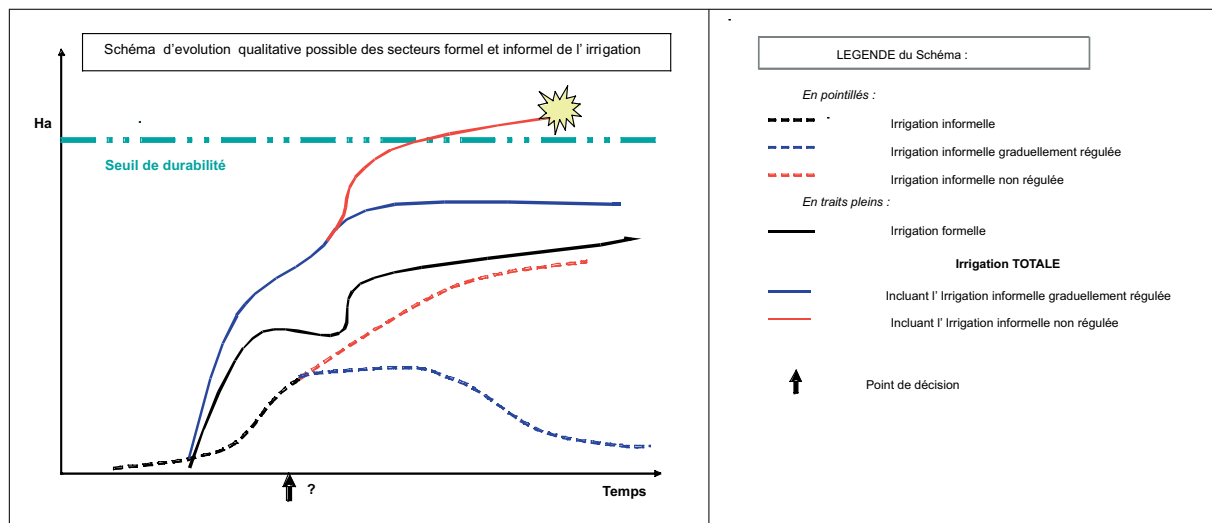 Schéma d'evolution qualitative possible des secteurs formel et informel de l' irrigation
Ha
Seuil de durabilité
?
Temps
LEGENDE du Schéma :
En pointillés :
Irrigation informelle
Irrigation informelle graduellement régulée
Irrigation informelle non régulée
En traits pleins :
Irrigation formelle
Irrigation TOTALE
Incluant l' Irrigation informelle graduellement régulée
Incluant l' Irrigation informelle non régulée
Point de décision